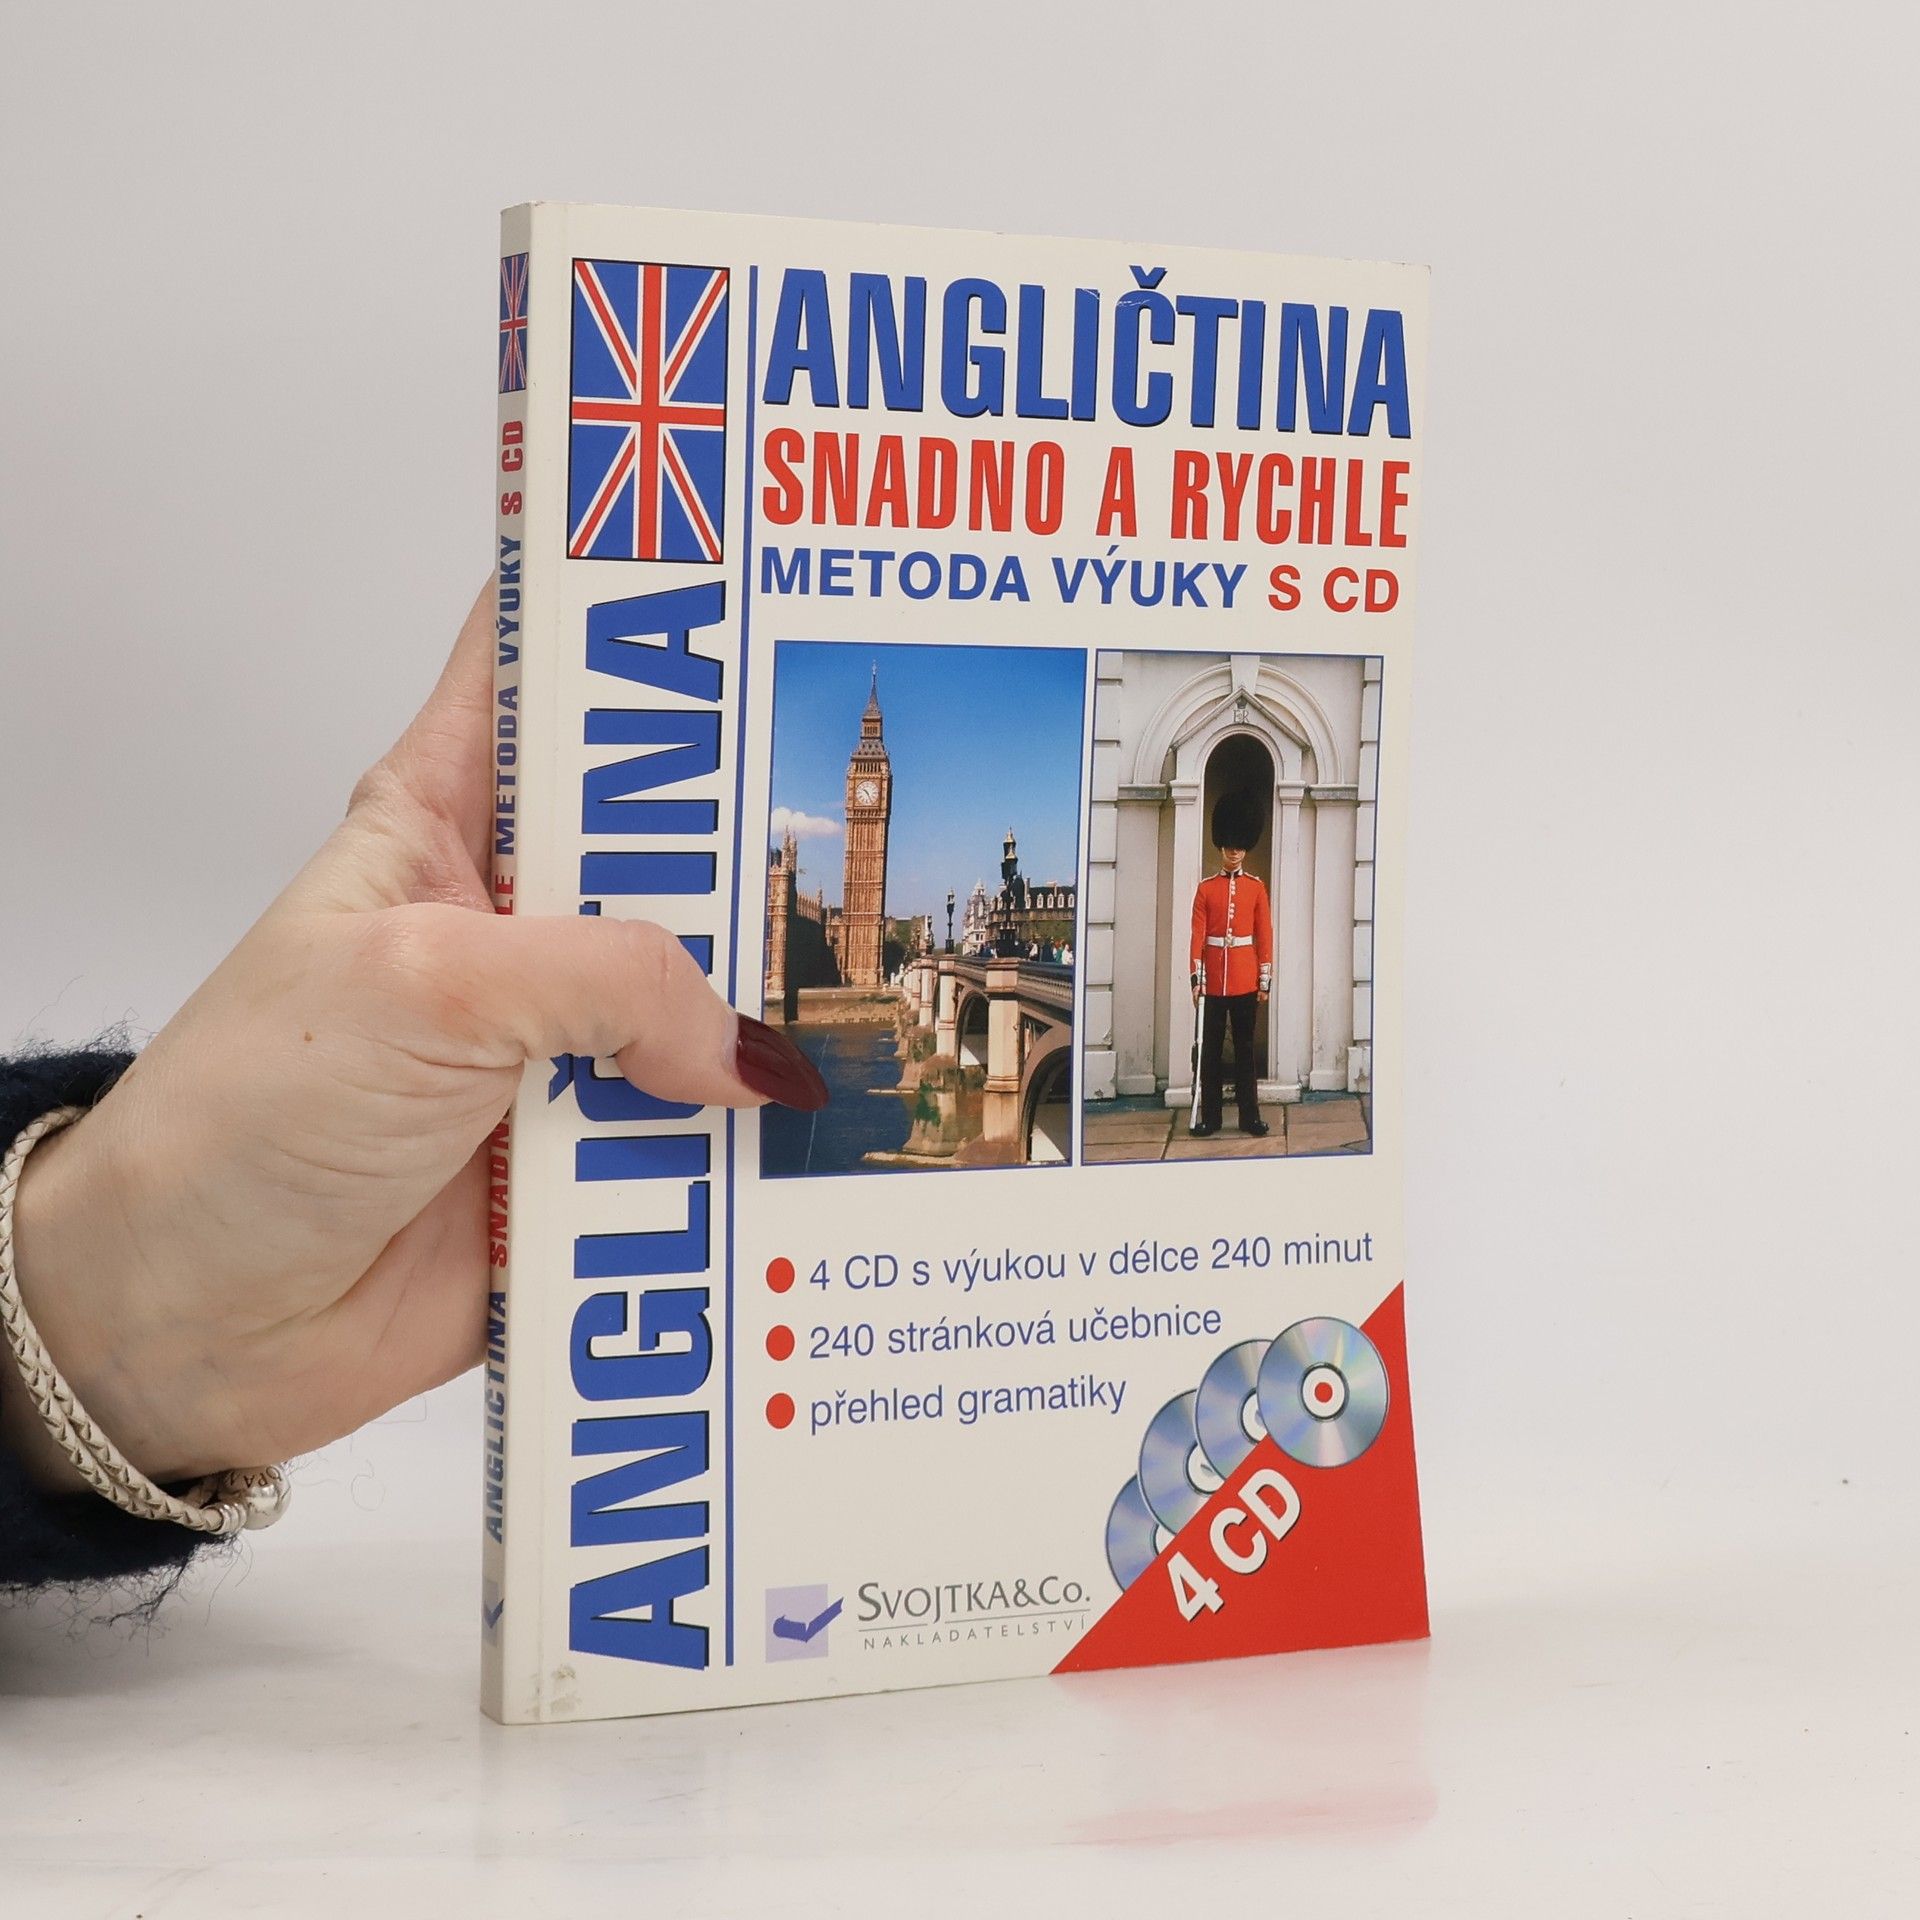 ANGLIČTINA
SNADNO A RYCHLE
METODA VÝUKY S CD
ANGLIČTINA
ANGLIČTINA SNADNO A RYCHLE METODA VÝUKY S CD
4 CD s výukou v délce 240 minut
240 stránková učebnice
přehled gramatiky
4 CD
SVOJTKA&CO.
NAKLADATELSTVÍ